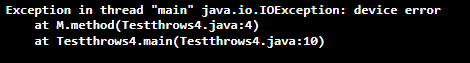 Exception in thread "main" java.io.IOException: device error
at M.method(Testthrows4.java:4)
at Testthrows4.main(Testthrows4.java:10)